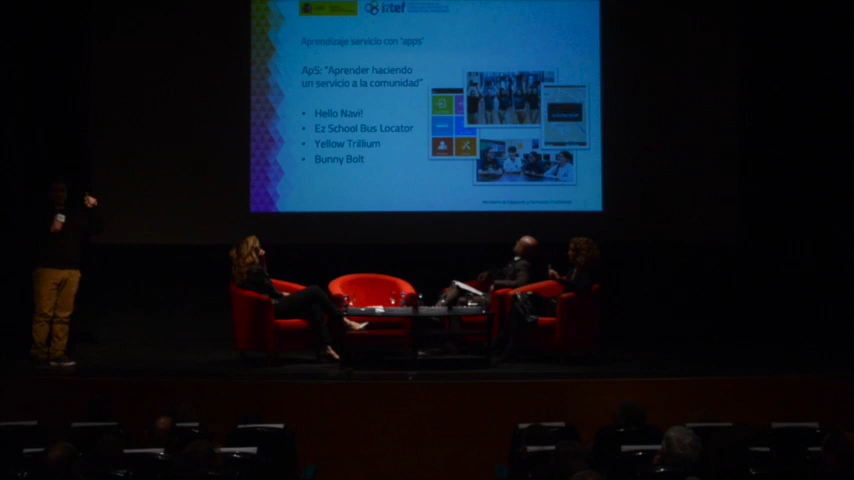 intef
Aprendizaje servicio con 'apps'
ApS: "Aprender haciendo
un servicio a la comunidad"
• Hello Navi!
• Ez School Bus Locator
• Yellow Trillium
• Bunny Bolt